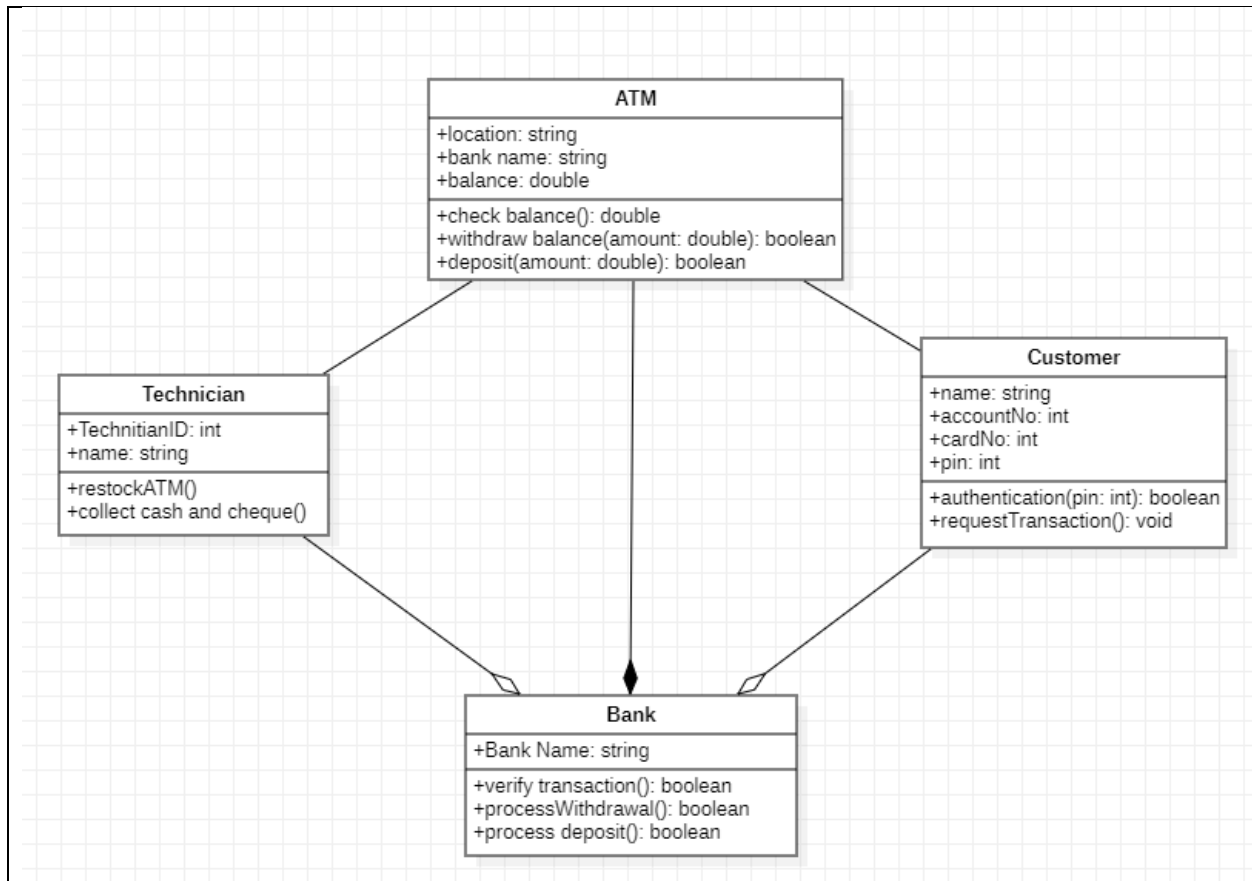 ATM
+location: string
+bank name: string
+balance: double
+check balance(): double
+withdraw balance(amount: double): boolean
+deposit(amount: double): boolean
Technician
+TechnitianID: int
+name: string
+restockATM()
+collect cash and cheque()
Customer
+name: string
+accountNo: int
+cardNo: int
+pin: int
+authentication(pin: int): boolean
+requestTransaction(): void
Bank
+Bank Name: string
+verify transaction(): boolean
+processWithdrawal(): boolean
+process deposit(): boolean